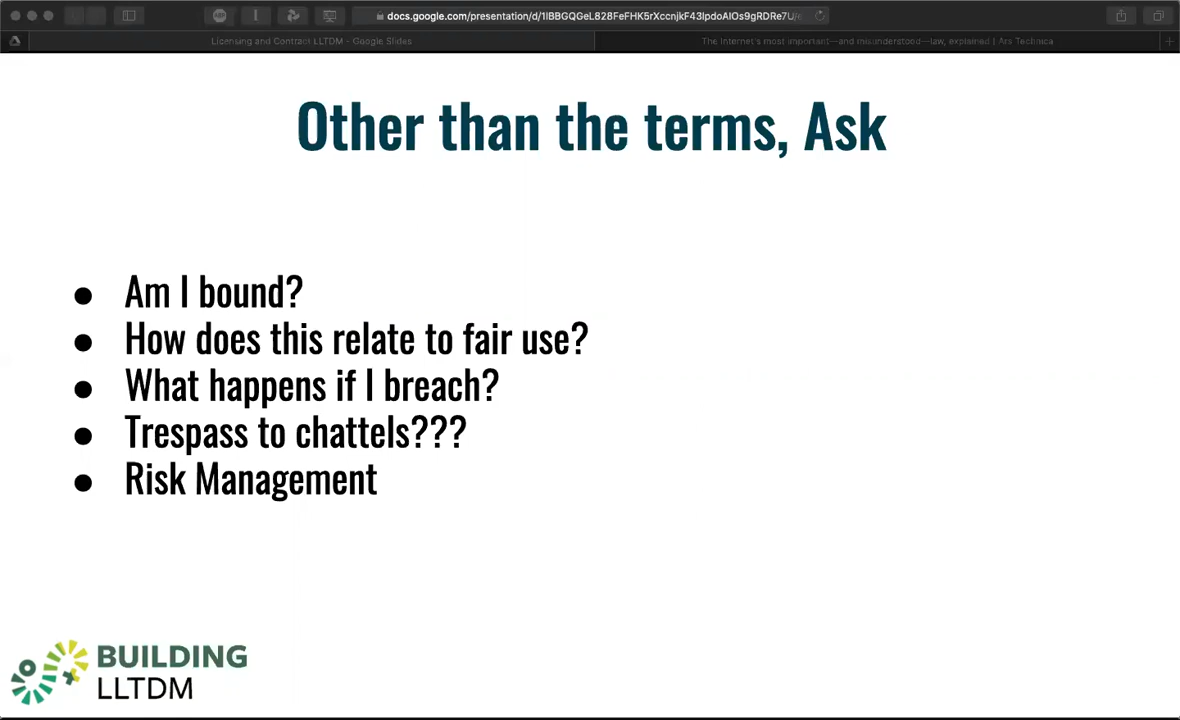 ABP
docs.google.com/presentation/d/1IBBGQGeL828FeFHK5rXccnjkF43IpdoAIOs9gRDRe7U/e
Licensing and Contract LLTDM - Google Slides
The Internet's most important—and misunderstood—law, explained | Ars Technica
Other than the terms, Ask
● Am I bound?
● How does this relate to fair use?
● What happens if I breach?
● Trespass to chattels???
● Risk Management
BUILDING
LLTDM